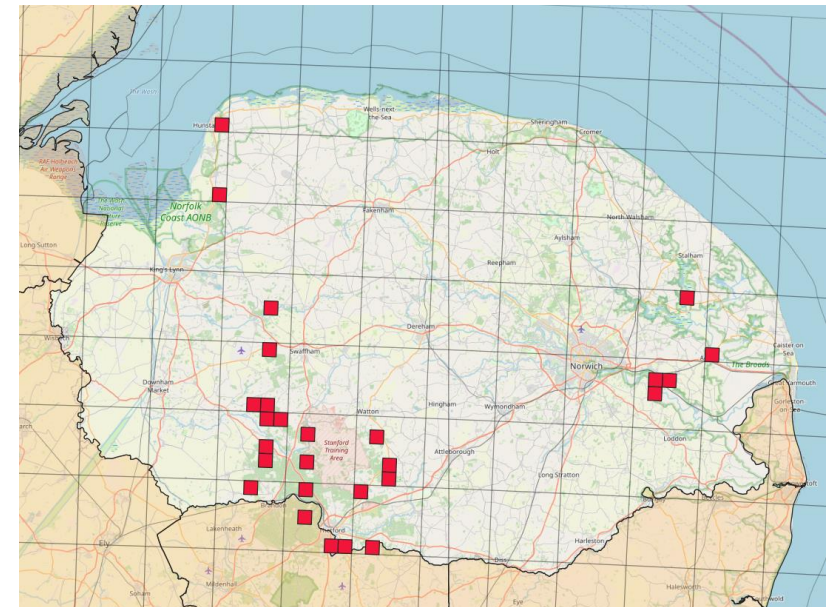 The Wash
Wells-next
the-Sea
Hunsta
Sheringham
Cromer
Holt
RAF Holbeach
Air Weapons
Range
Norfolk
Coast AONB
The Wash
National
Nature
Reserve
Fakenham
North Walsham
Long Sutton
Aylsham
Stalham
Reepham
King's Lynn
Dereham
Wisbech
Swaffham
Caister-on
Sea
Norwich
The Broads
Great Yarmouth
Downham
Market
Gorleston
on-Sea
Watton
Hingham
Wymondham
Stanford
Training
Area
Loddon
Attleborough
Long Stratton
Lakenheath
Brandon
Thetford
Harleston
Ely
Diss
Mildenhall
Halesworth
Soham
Eye
Southwold